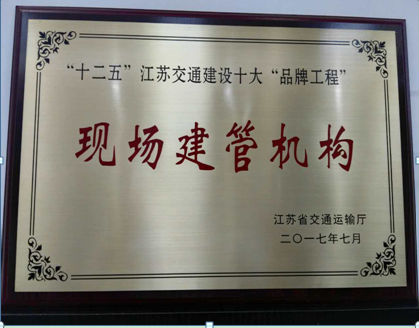 “十二五”江苏交通建设十大“品牌工程”
现场建管机构
江苏省交通运输厅
二〇一七年七月